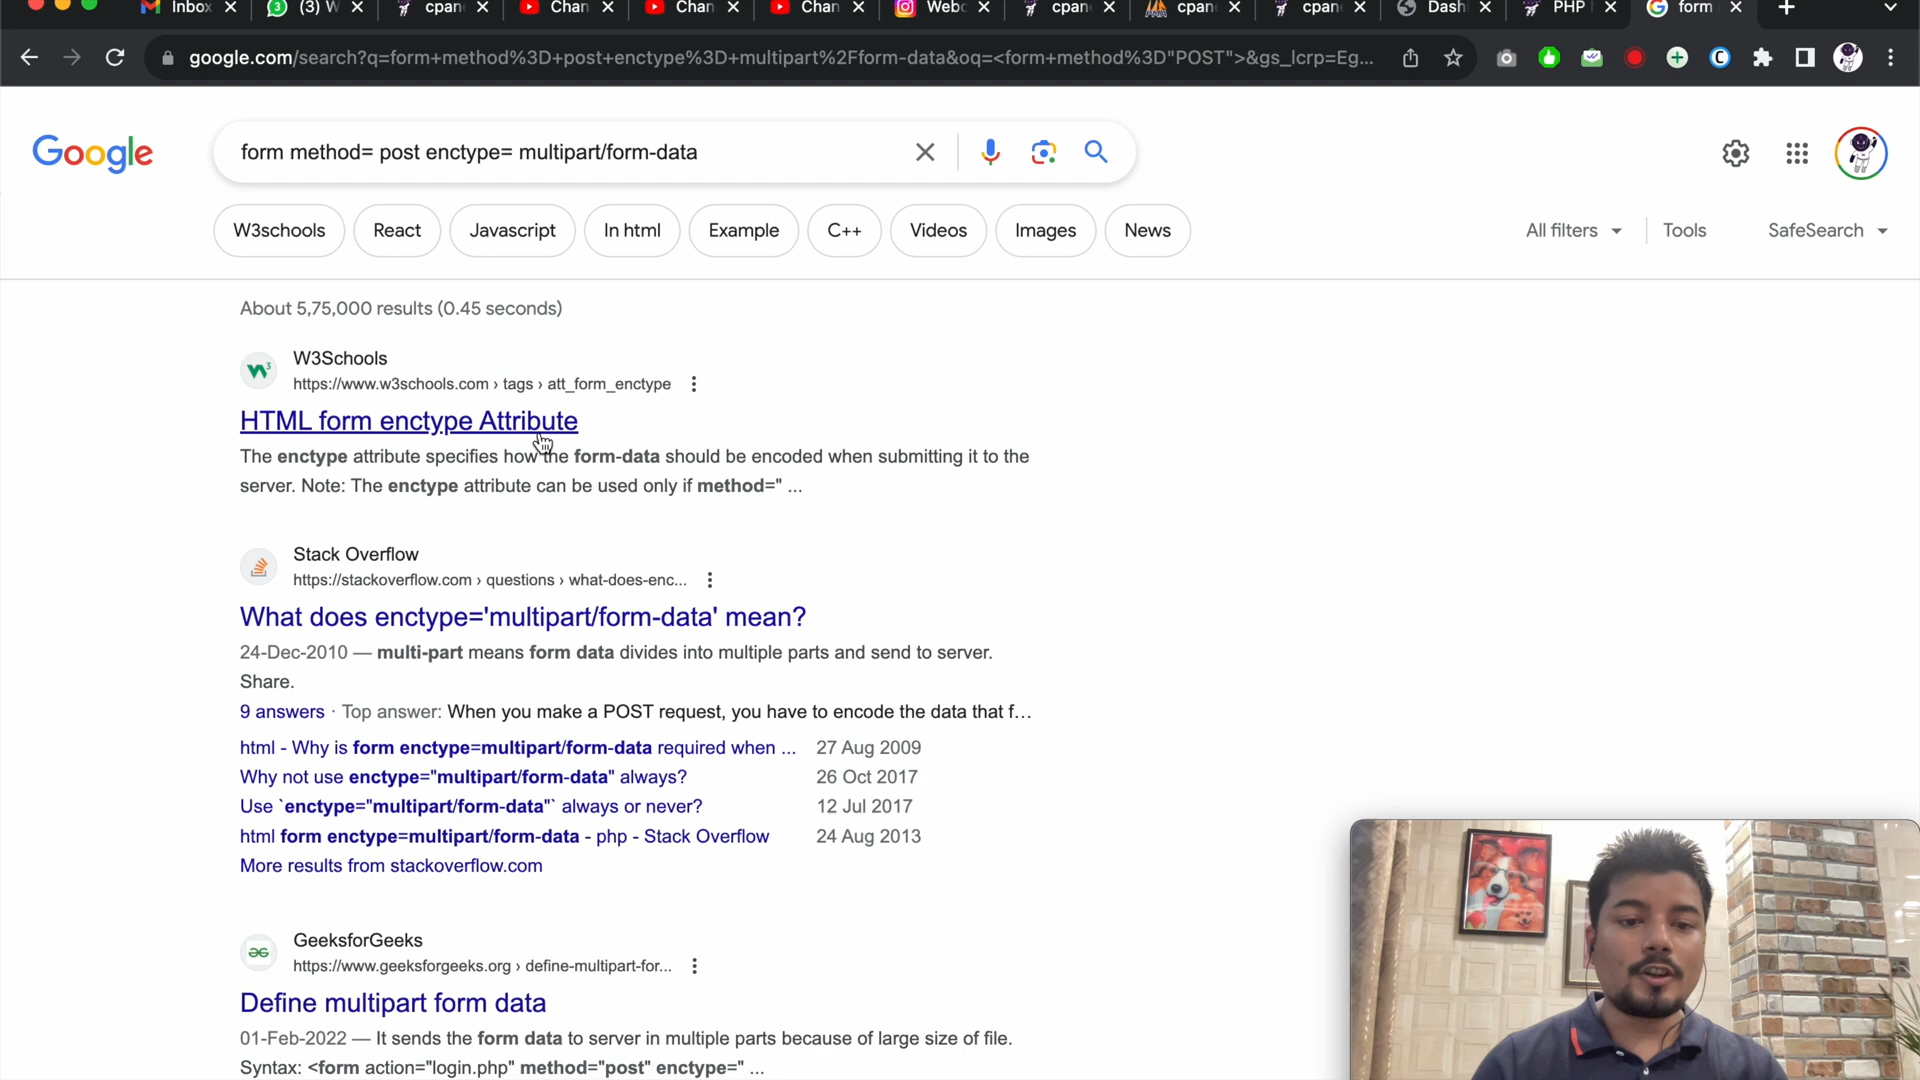 Inbox
(3) W
cpan
Chan
Chan
Chan
Webc
cpan
cpan
cpan
Dash
PHP
form
google.com/search?q=form+method%3D+post+enctype%3D+multipart%2Fform-data&oq=<form+method%3D"POST">&gs_lcrp=Eg...
Google
form method= post enctype= multipart/form-data
W3schools
React
Javascript
In html
Example
C++
Videos
Images
News
All filters
Tools
SafeSearch
About 5,75,000 results (0.45 seconds)
W3Schools
https://www.w3schools.com › tags › att_form_enctype
HTML form enctype Attribute
The enctype attribute specifies how the form-data should be encoded when submitting it to the
server. Note: The enctype attribute can be used only if method=" ...
Stack Overflow
https://stackoverflow.com › questions › what-does-enc...
What does enctype='multipart/form-data' mean?
24-Dec-2010 — multi-part means form data divides into multiple parts and send to server.
Share.
9 answers · Top answer: When you make a POST request, you have to encode the data that f...
html - Why is form enctype=multipart/form-data required when ... 27 Aug 2009
Why not use enctype="multipart/form-data" always? 26 Oct 2017
Use `enctype="multipart/form-data"` always or never? 12 Jul 2017
html form enctype=multipart/form-data - php - Stack Overflow 24 Aug 2013
More results from stackoverflow.com
GeeksforGeeks
https://www.geeksforgeeks.org › define-multipart-for...
Define multipart form data
01-Feb-2022 — It sends the form data to server in multiple parts because of large size of file.
Syntax: <form action="login.php" method="post" enctype=" ...